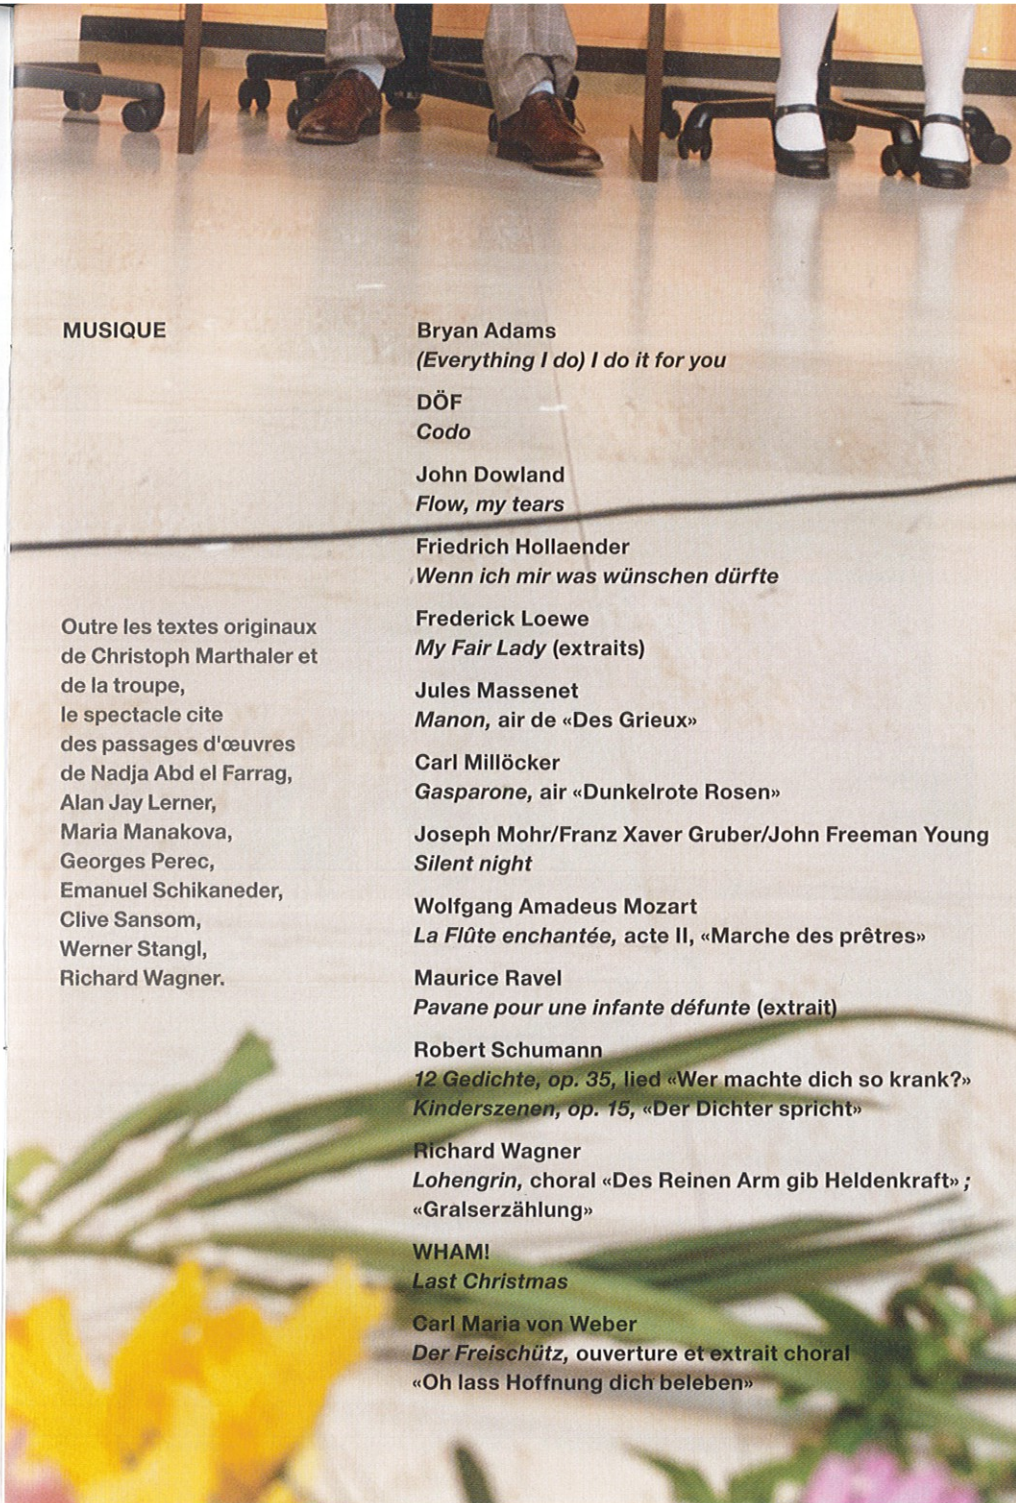 MUSIQUE
Bryan Adams
(Everything I do) I do it for you
DÖF
Codo
John Dowland
Flow, my tears
Friedrich Hollaender
Wenn ich mir was wünschen dürfte
Frederick Loewe
My Fair Lady (extraits)
Jules Massenet
Manon, air de «Des Grieux»
Carl Millöcker
Gasparone, air «Dunkelrote Rosen»
Joseph Mohr/Franz Xaver Gruber/John Freeman Young
Silent night
Wolfgang Amadeus Mozart
La Flûte enchantée, acte II, «Marche des prêtres»
Maurice Ravel
Pavane pour une infante défunte (extrait)
Robert Schumann
12 Gedichte, op. 35, lied «Wer machte dich so krank?»
Kinderszenen, op. 15, «Der Dichter spricht»
Richard Wagner
Lohengrin, choral «Des Reinen Arm gib Heldenkraft» ;
«Gralserzählung»
WHAM!
Last Christmas
Carl Maria von Weber
Der Freischütz, ouverture et extrait choral
«Oh lass Hoffnung dich beleben»
Outre les textes originaux
de Christoph Marthaler et
de la troupe,
le spectacle cite
des passages d'œuvres
de Nadja Abd el Farrag,
Alan Jay Lerner,
Maria Manakova,
Georges Perec,
Emanuel Schikaneder,
Clive Sansom,
Werner Stangl,
Richard Wagner.